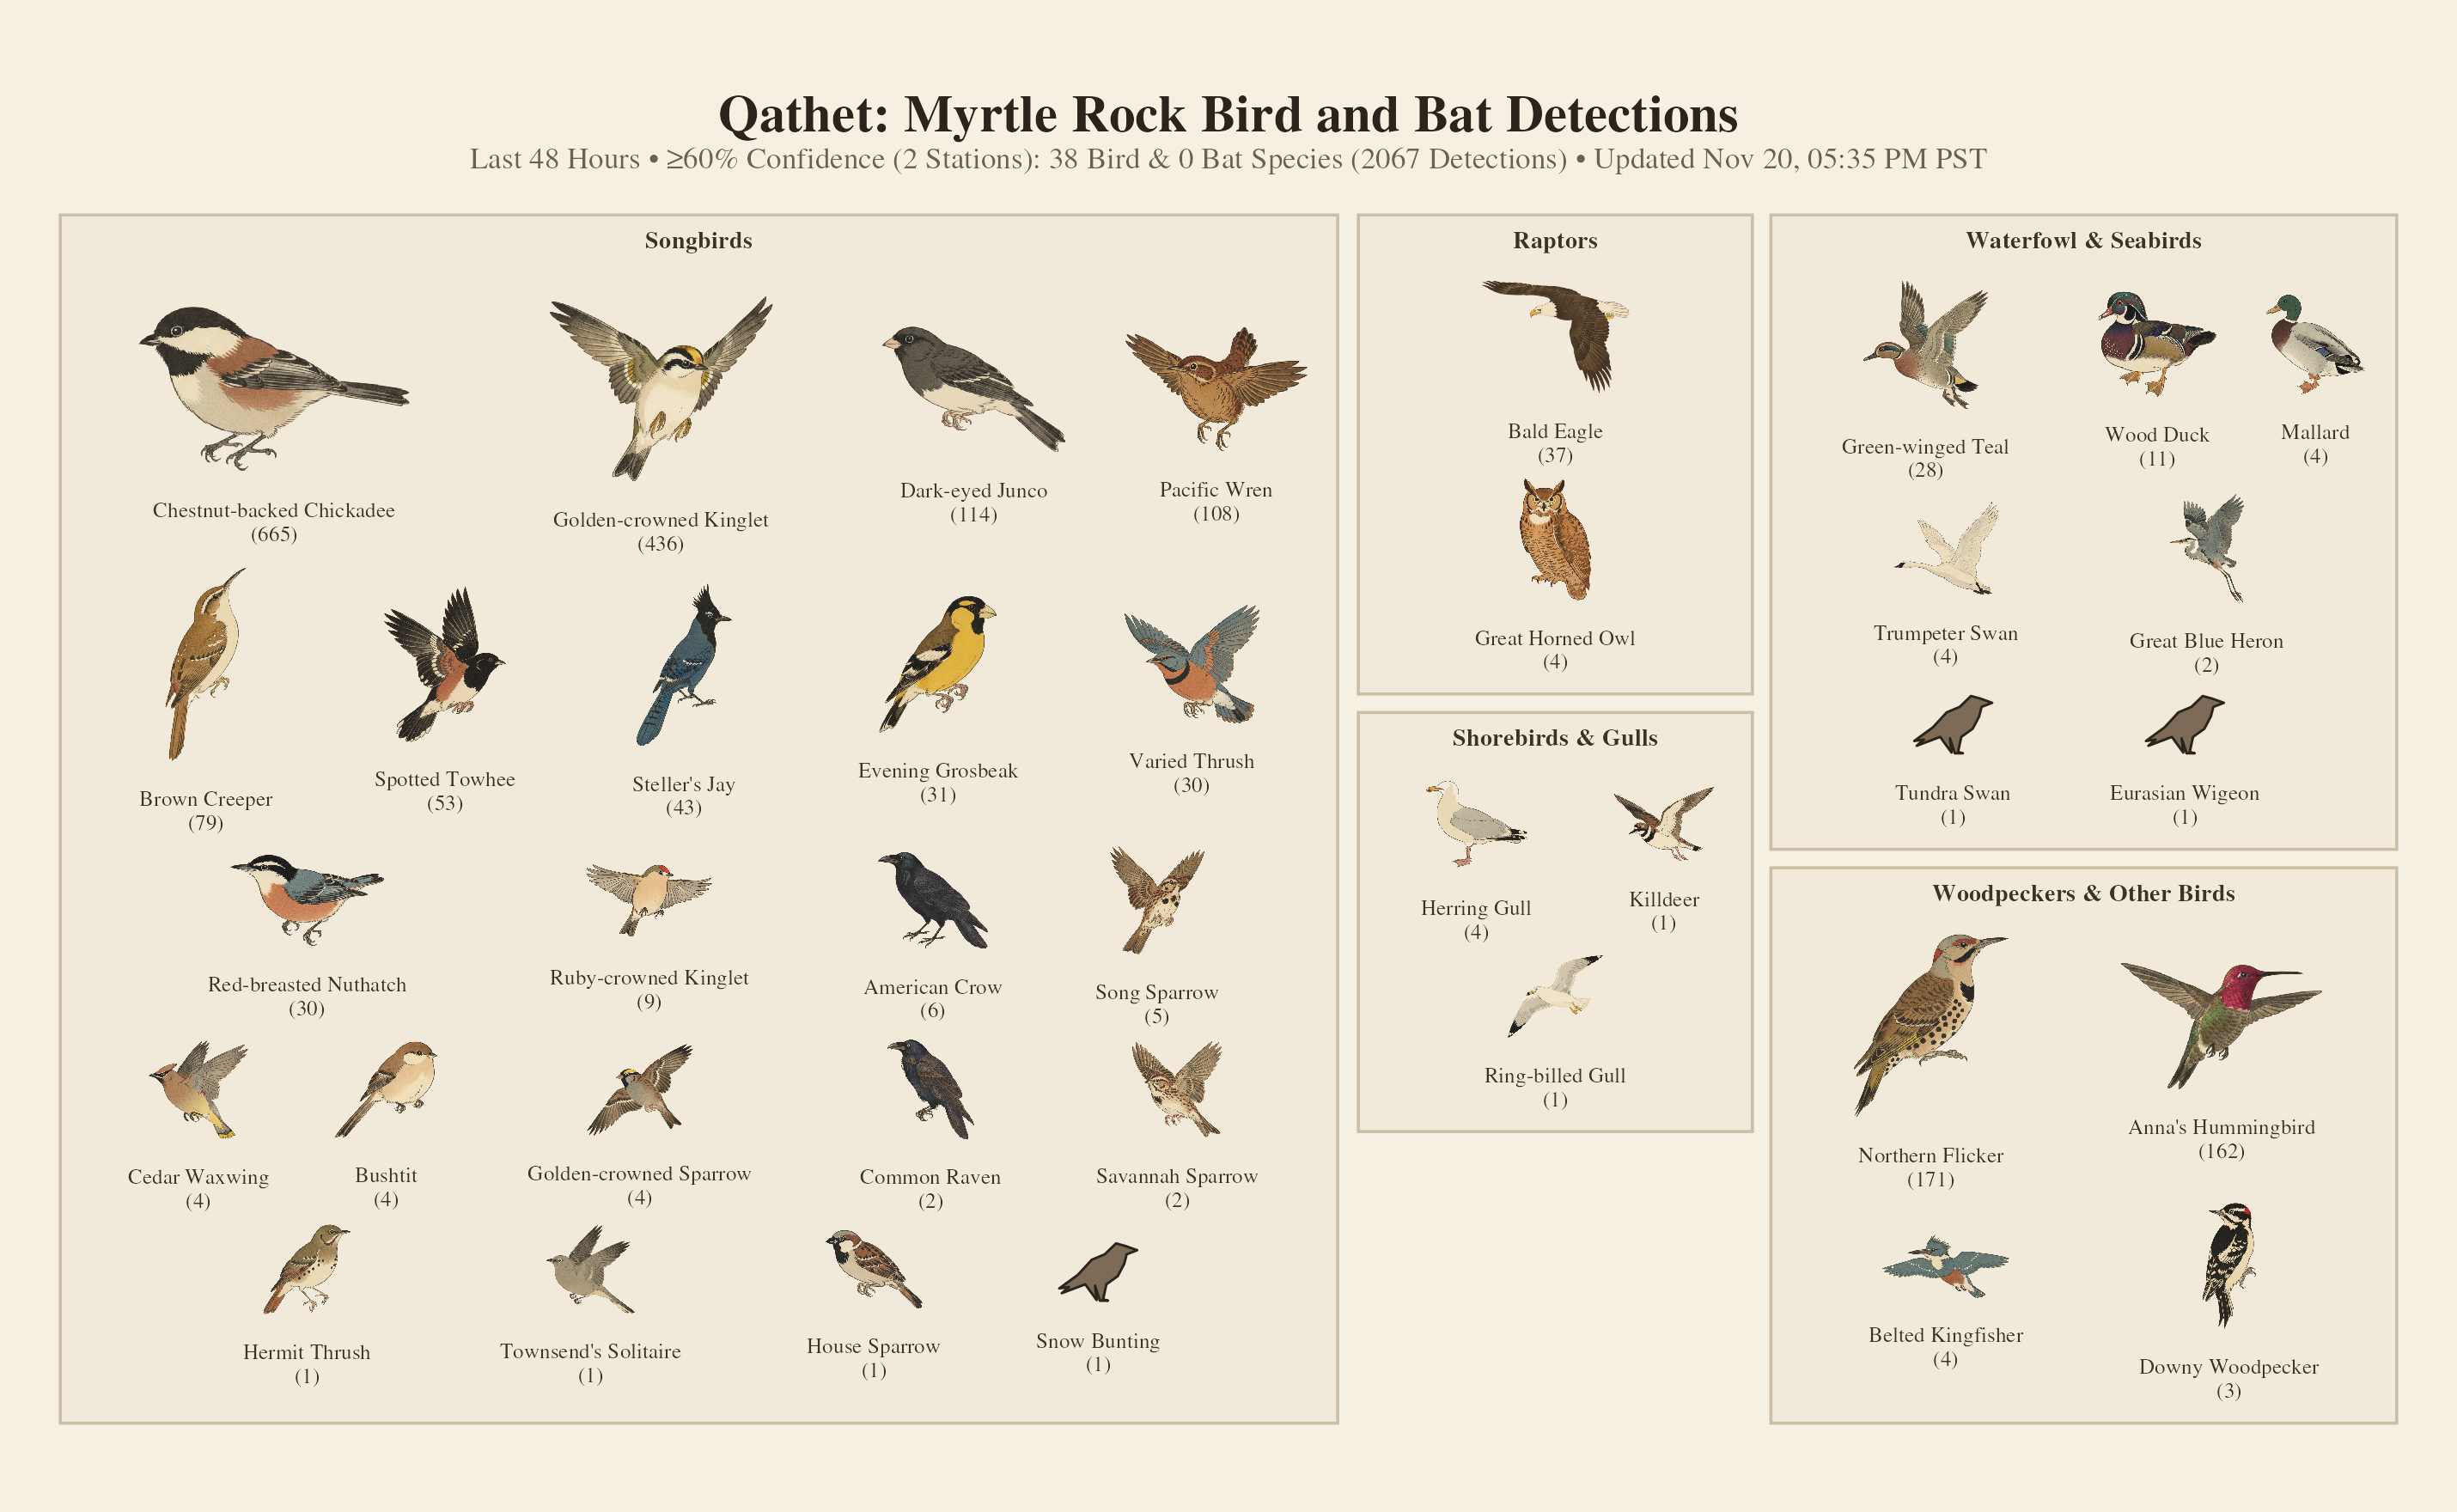 Qathet: Myrtle Rock Bird and Bat Detections
Last 48 Hours • ≥60% Confidence (2 Stations): 38 Bird & 0 Bat Species (2067 Detections) • Updated Nov 20, 05:35 PM PST
Songbirds
Chestnut-backed Chickadee
(665)
Golden-crowned Kinglet
(436)
Dark-eyed Junco
(114)
Pacific Wren
(108)
Brown Creeper
(79)
Spotted Towhee
(53)
Steller's Jay
(43)
Evening Grosbeak
(31)
Varied Thrush
(30)
Red-breasted Nuthatch
(30)
Ruby-crowned Kinglet
(9)
American Crow
(6)
Song Sparrow
(5)
Cedar Waxwing
(4)
Bushtit
(4)
Golden-crowned Sparrow
(4)
Common Raven
(2)
Savannah Sparrow
(2)
Hermit Thrush
(1)
Townsend's Solitaire
(1)
House Sparrow
(1)
Snow Bunting
(1)
Raptors
Bald Eagle
(37)
Great Horned Owl
(4)
Shorebirds & Gulls
Herring Gull
(4)
Killdeer
(1)
Ring-billed Gull
(1)
Waterfowl & Seabirds
Green-winged Teal
(28)
Wood Duck
(11)
Mallard
(4)
Trumpeter Swan
(4)
Great Blue Heron
(2)
Tundra Swan
(1)
Eurasian Wigeon
(1)
Woodpeckers & Other Birds
Northern Flicker
(171)
Anna's Hummingbird
(162)
Belted Kingfisher
(4)
Downy Woodpecker
(3)